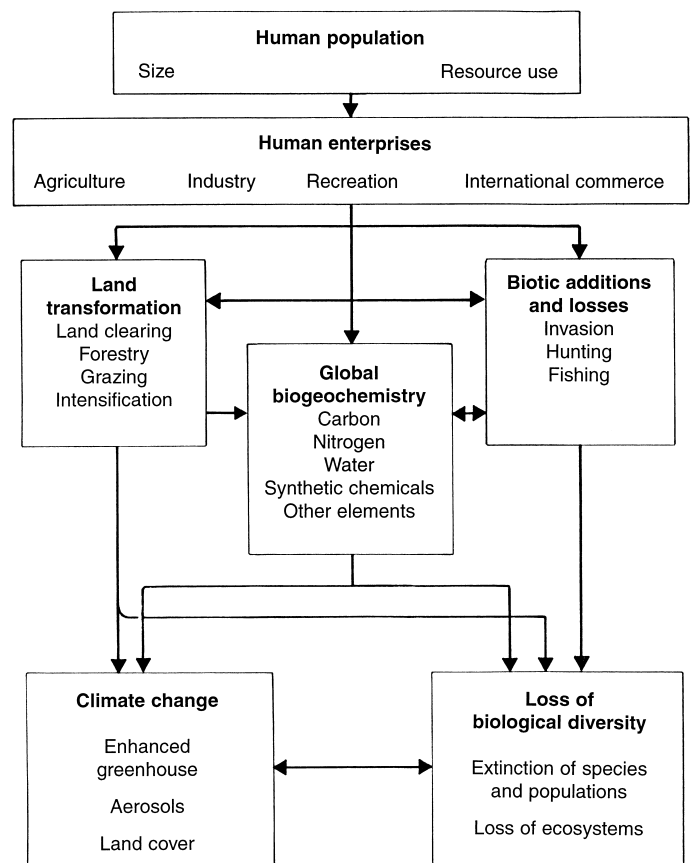 Human population
Size Resource use
Human enterprises
Agriculture Industry Recreation International commerce
Land
transformation
Land clearing
Forestry
Grazing
Intensification
Biotic additions
and losses
Invasion
Hunting
Fishing
Global
biogeochemistry
Carbon
Nitrogen
Water
Synthetic chemicals
Other elements
Climate change
Enhanced
greenhouse
Aerosols
Land cover
Loss of
biological diversity
Extinction of species
and populations
Loss of ecosystems